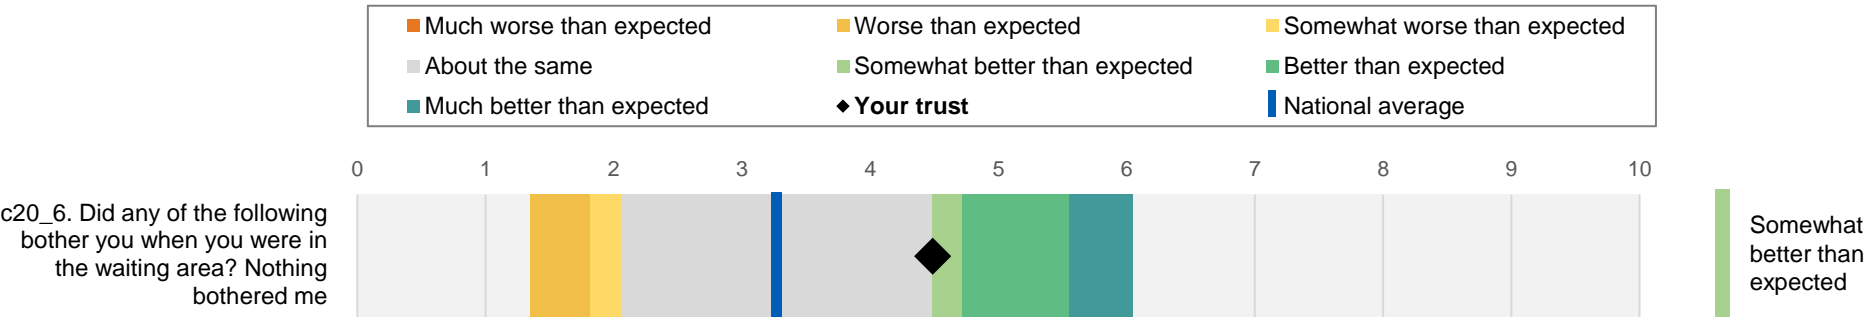 Much worse than expected
Worse than expected
Somewhat worse than expected
About the same
Somewhat better than expected
Better than expected
Much better than expected
Your trust
National average
0 1 2 3 4 5 6 7 8 9 10
c20_6. Did any of the following
bother you when you were in
the waiting area? Nothing
bothered me
Somewhat
better than
expected